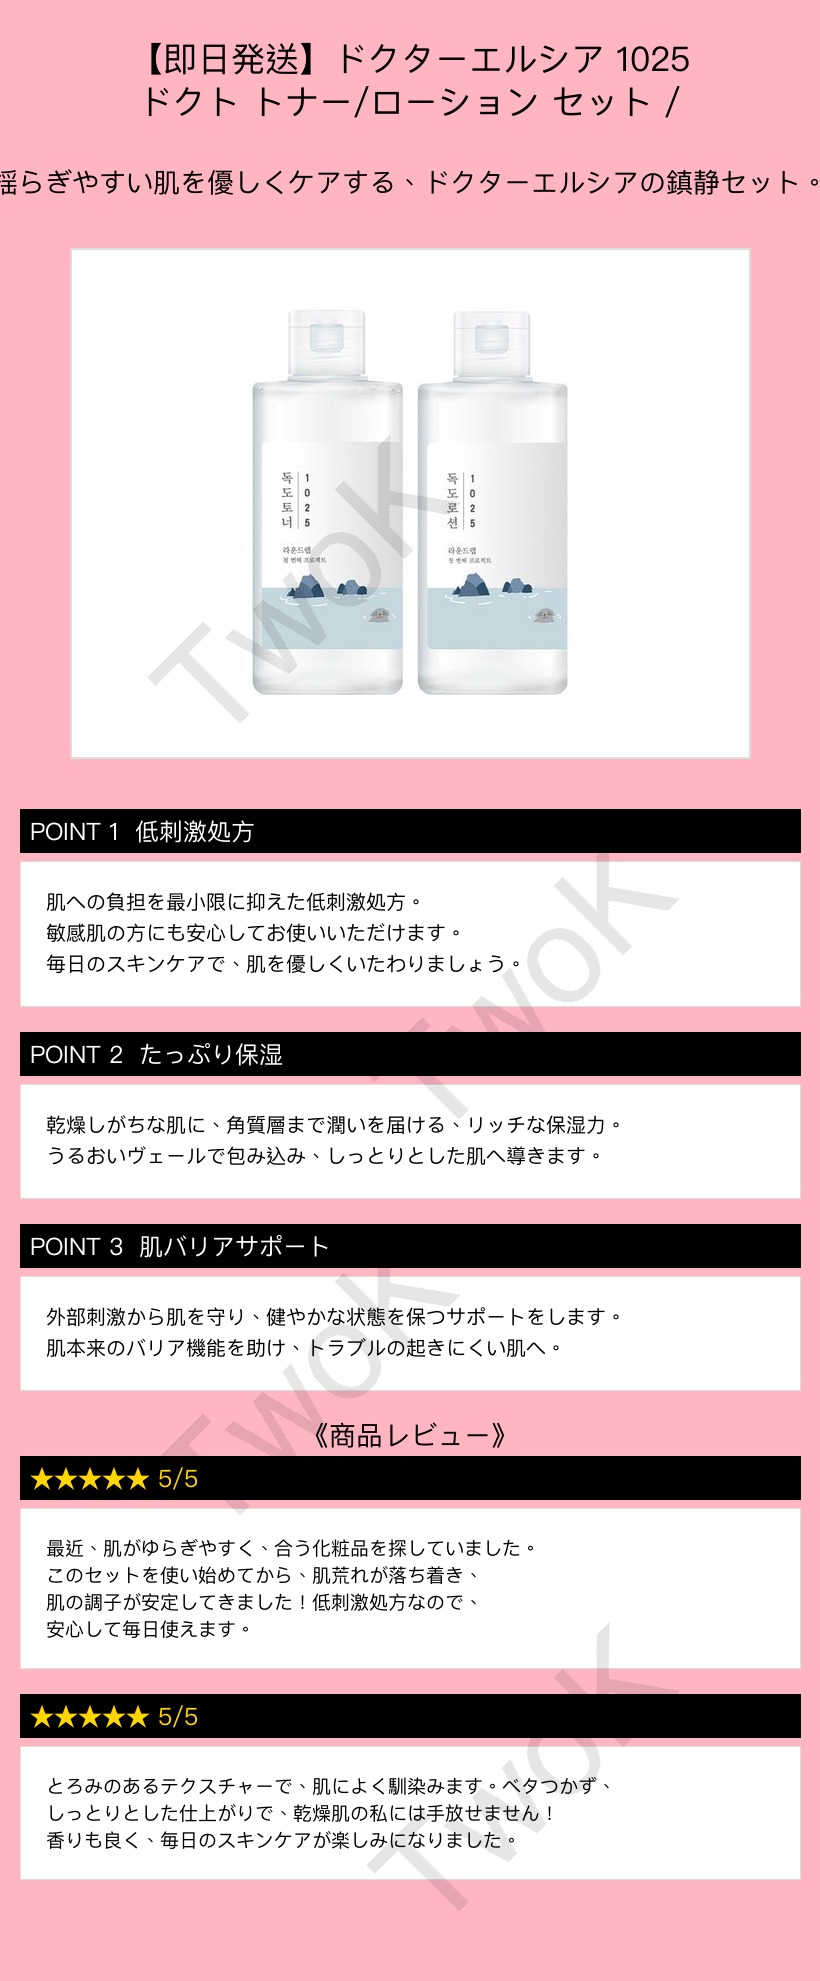 【即日発送】ドクターエルシア 1025
ドクト トナー/ローション セット /
揺らぎやすい肌を優しくケアする、ドクターエルシアの鎮静セット。
독도토너
1025
라운드랩
첫 번째 프로젝트
독도로션
1025
라운드랩
첫 번째 프로젝트
TwoK
POINT 1 低刺激処方
肌への負担を最小限に抑えた低刺激処方。
敏感肌の方にも安心してお使いいただけます。
毎日のスキンケアで、肌を優しくいたわりましょう。
TwoK
POINT 2 たっぷり保湿
乾燥しがちな肌に、角質層まで潤いを届ける、リッチな保湿力。
うるおいヴェールで包み込み、しっとりとした肌へ導きます。
POINT 3 肌バリアサポート
外部刺激から肌を守り、健やかな状態を保つサポートをします。
肌本来のバリア機能を助け、トラブルの起きにくい肌へ。
TwoK
《商品レビュー》
★★★★★ 5/5
最近、肌がゆらぎやすく、合う化粧品を探していました。
このセットを使い始めてから、肌荒れが落ち着き、
肌の調子が安定してきました！低刺激処方なので、
安心して毎日使えます。
★★★★★ 5/5
とろみのあるテクスチャーで、肌によく馴染みます。ベタつかず、
しっとりとした仕上がりで、乾燥肌の私には手放せません！
香りも良く、毎日のスキンケアが楽しみになりました。
TwoK